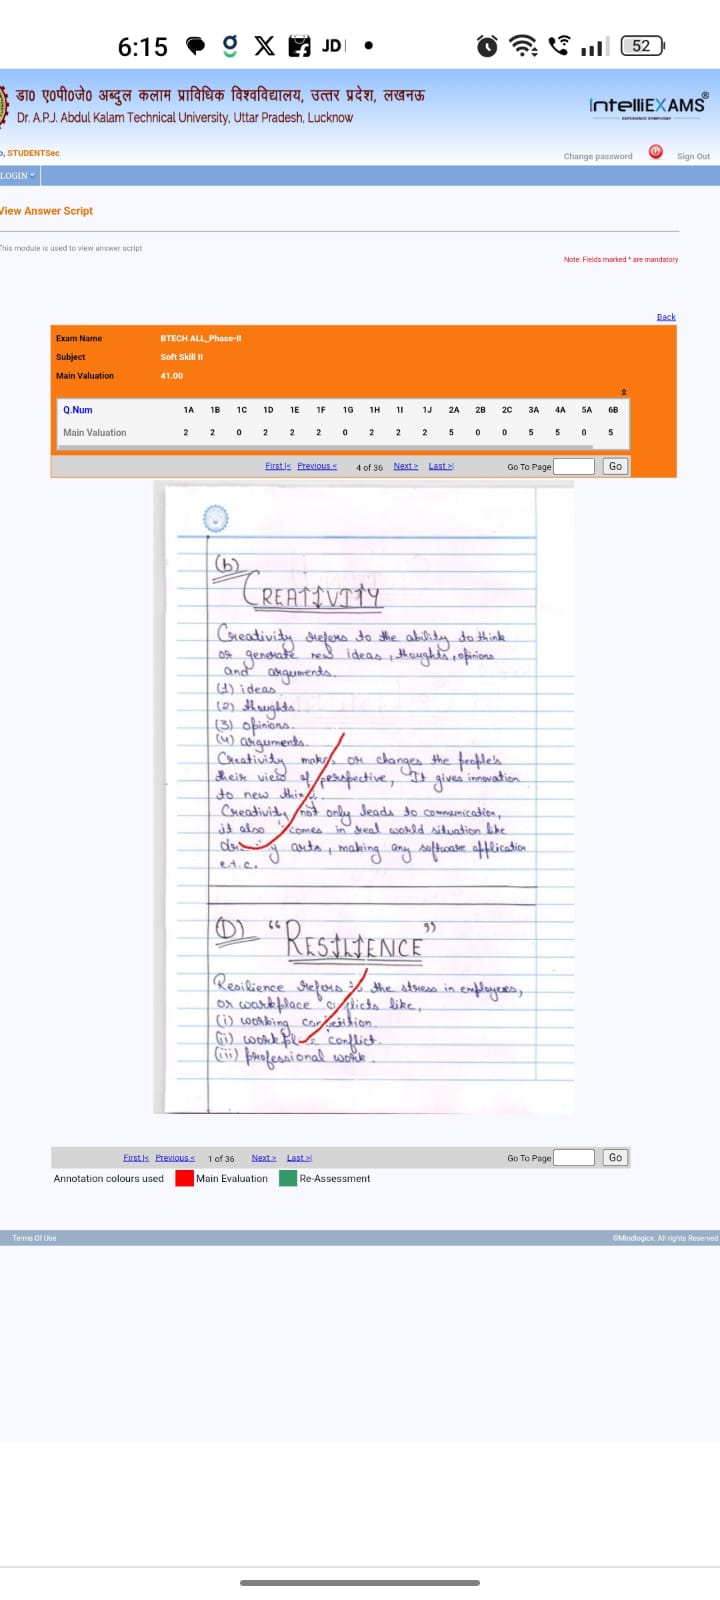 6:15 JD 52
डा0 ए0पी0जे0 अब्दुल कलाम प्राविधिक विश्वविद्यालय, उत्तर प्रदेश, लखनऊ
Dr. A.P.J. Abdul Kalam Technical University, Uttar Pradesh, Lucknow
IntelliEXAMS®
o, STUDENTSec
Change password Sign Out
LOGIN
View Answer Script
This module is used to view answer script
Note: Fields marked * are mandatory
Back
Exam Name BTECH ALL_Phase-II
Subject Soft Skill II
Main Valuation 41.00
Q.Num 1A 1B 1C 1D 1E 1F 1G 1H 1I 1J 2A 2B 2C 3A 4A 5A 6B
Main Valuation 2 2 0 2 2 2 0 2 2 2 5 0 0 5 5 0 5
First|< Previous < 4 of 36 Next > Last >| Go To Page Go
(b)
CREATIVITY
Creativity refers to the ability to think
or generate new ideas, thoughts, opinions
and arguments.
(1) ideas
(2) thoughts.
(3) opinions.
(4) arguments.
Creativity makes or changes the people's
their view of perspective, It gives innovation
to new
Creativity not only leads to communication,
it also comes in real world situation like
arts, making any software application
e.t.c.
(D) "RESILIENCE"
Resilience refers the stress in employees,
or workplace conflicts like,
(i) working
(ii) conflict.
(iii) professional work.
First|< Previous < 1 of 36 Next > Last >| Go To Page Go
Annotation colours used Main Evaluation Re-Assessment
Terms Of Use ©Mindlogicx. All rights Reserved